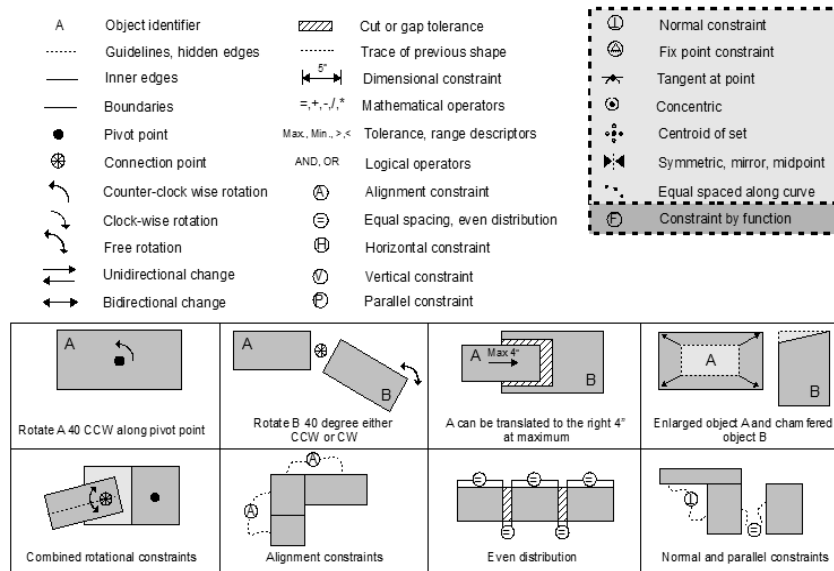 A Object identifier
Guidelines, hidden edges
Inner edges
Boundaries
Pivot point
Connection point
Counter-clock wise rotation
Clock-wise rotation
Free rotation
Unidirectional change
Bidirectional change
Cut or gap tolerance
Trace of previous shape
5" Dimensional constraint
=,+,-,/,* Mathematical operators
Max., Min., >,< Tolerance, range descriptors
AND, OR Logical operators
A Alignment constraint
= Equal spacing, even distribution
H Horizontal constraint
V Vertical constraint
P Parallel constraint
Normal constraint
Fix point constraint
Tangent at point
Concentric
Centroid of set
Symmetric, mirror, midpoint
Equal spaced along curve
F Constraint by function
A
Rotate A 40 CCW along pivot point
A
B
Rotate B 40 degree either
CCW or CW
A Max 4"
B
A can be translated to the right 4"
at maximum
A
B
Enlarged object A and chamfered
object B
Combined rotational constraints
A
A
Alignment constraints
= = =
= =
Even distribution
=
Normal and parallel constraints